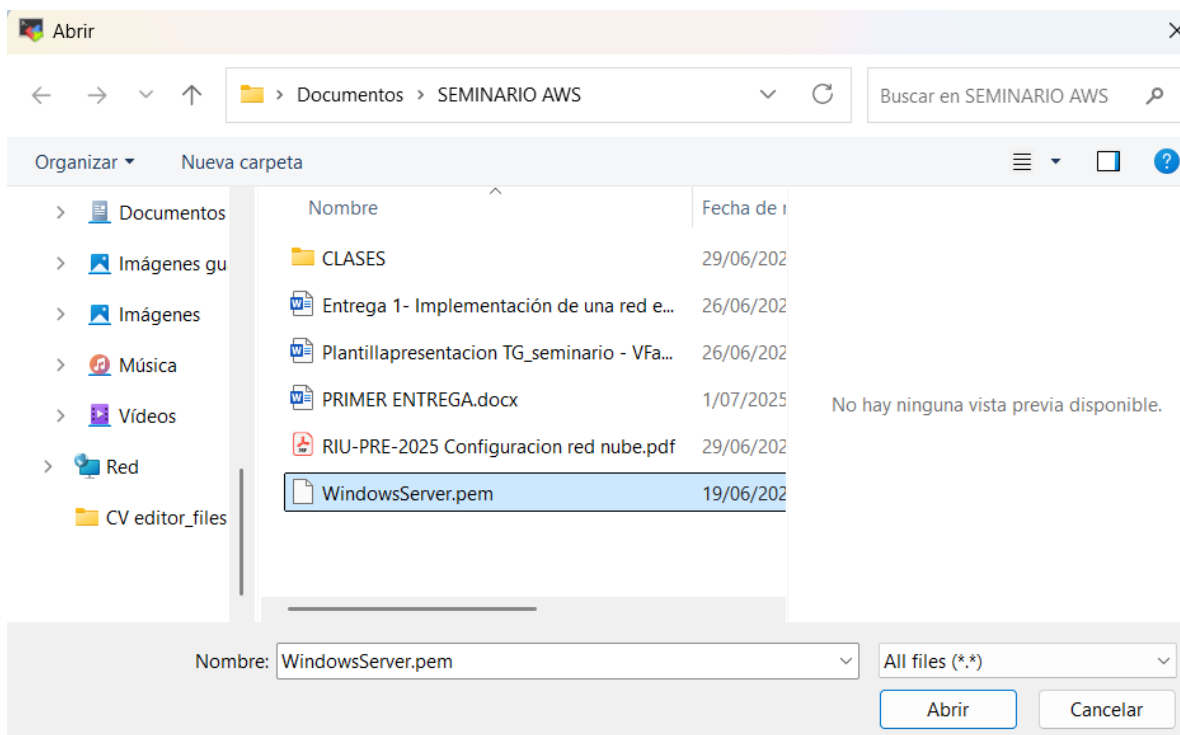 Abrir
Documentos > SEMINARIO AWS
Buscar en SEMINARIO AWS
Organizar
Nueva carpeta
Documentos
Imágenes gu
Imágenes
Música
Vídeos
Red
CV editor_files
Nombre
Fecha de
CLASES
29/06/202
Entrega 1- Implementación de una red e...
26/06/202
Plantillapresentacion TG_seminario - VFa...
26/06/202
PRIMER ENTREGA.docx
1/07/2025
RIU-PRE-2025 Configuracion red nube.pdf
29/06/202
WindowsServer.pem
19/06/202
No hay ninguna vista previa disponible.
Nombre: WindowsServer.pem
All files (*.*)
Abrir
Cancelar